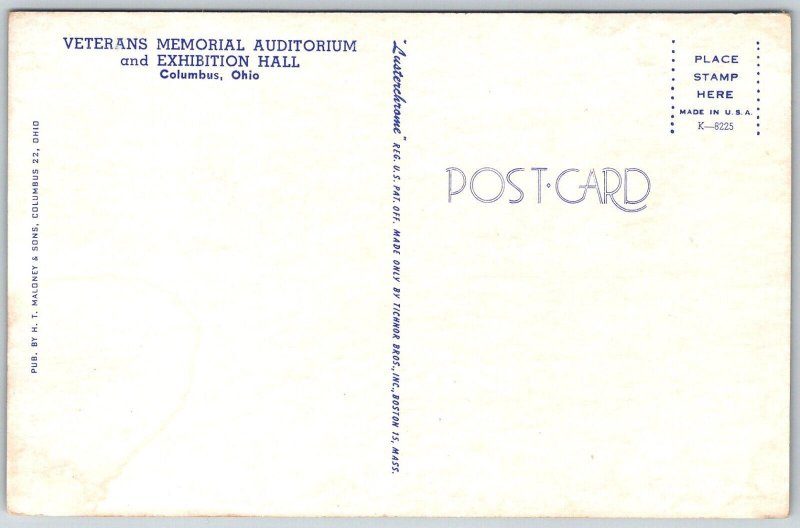 VETERANS MEMORIAL AUDITORIUM
and EXHIBITION HALL
Columbus, Ohio
PUB. BY H. T. MALONEY & SONS, COLUMBUS 22, OHIO
"Lusterchrome" REG. U.S. PAT. OFF. MADE ONLY BY TICHNOR BROS., INC., BOSTON 15, MASS.
POST·CARD
PLACE
STAMP
HERE
MADE IN U.S.A.
K—8225